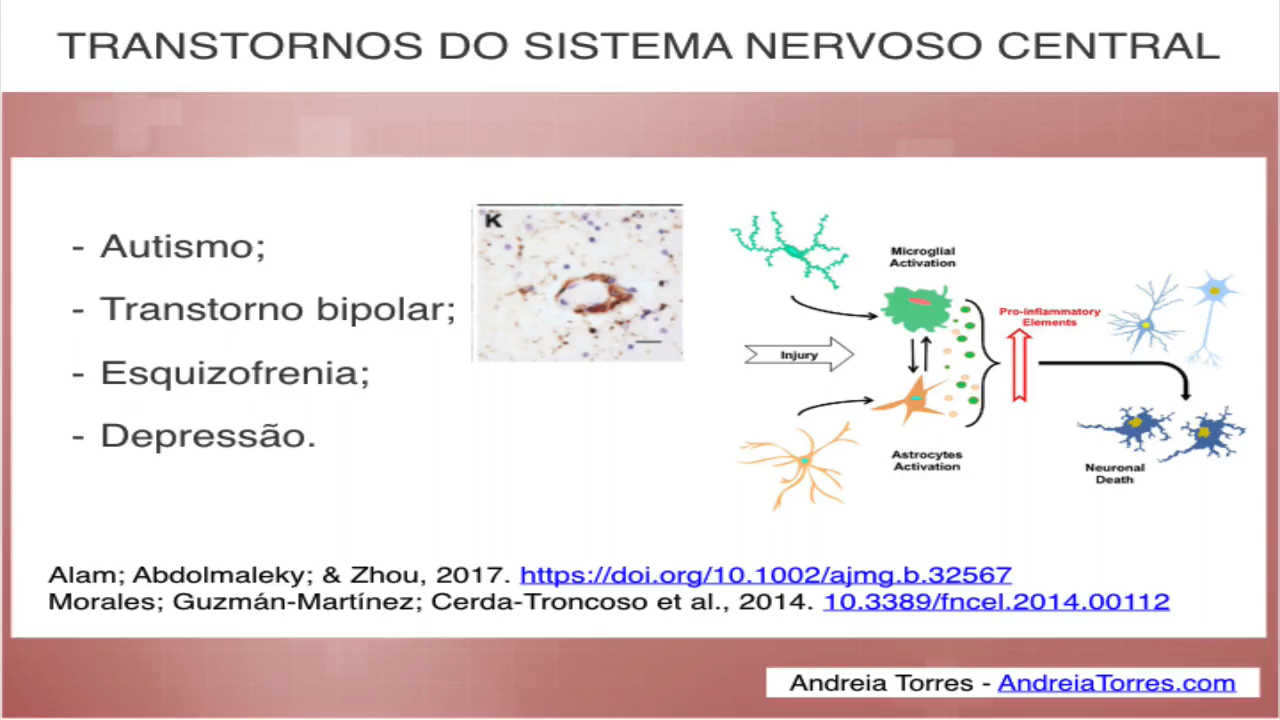 TRANSTORNOS DO SISTEMA NERVOSO CENTRAL
- Autismo;
- Transtorno bipolar;
- Esquizofrenia;
- Depressão.
K
Microglial
Activation
Injury
Pro-inflammatory
Elements
Astrocytes
Activation
Neuronal
Death
Alam; Abdolmaleky; & Zhou, 2017. https://doi.org/10.1002/ajmg.b.32567
Morales; Guzmán-Martínez; Cerda-Troncoso et al., 2014. 10.3389/fncel.2014.00112
Andreia Torres - AndreiaTorres.com